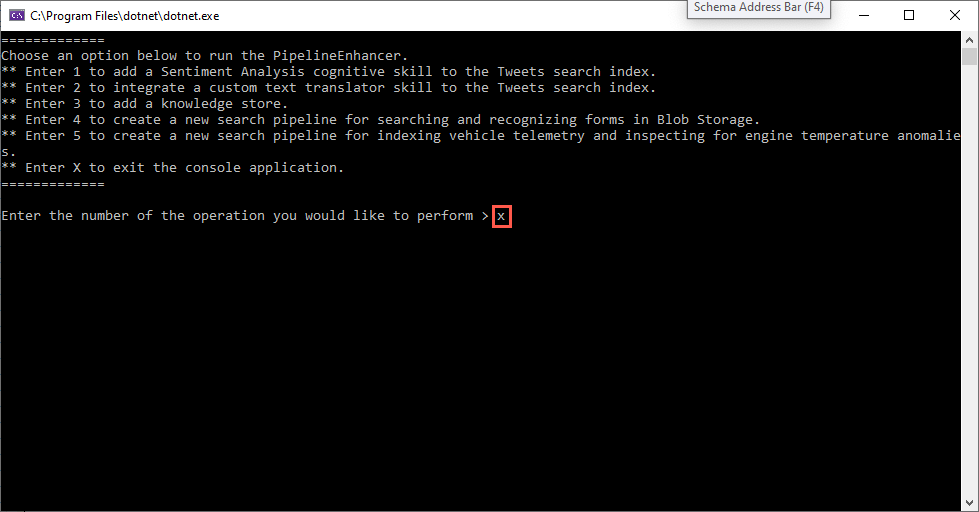 Schema Address Bar (F4)
C:\Program Files\dotnet\dotnet.exe
=============
Choose an option below to run the PipelineEnhancer.
** Enter 1 to add a Sentiment Analysis cognitive skill to the Tweets search index.
** Enter 2 to integrate a custom text translator skill to the Tweets search index.
** Enter 3 to add a knowledge store.
** Enter 4 to create a new search pipeline for searching and recognizing forms in Blob Storage.
** Enter 5 to create a new search pipeline for indexing vehicle telemetry and inspecting for engine temperature anomalie
s.
** Enter X to exit the console application.
=============
Enter the number of the operation you would like to perform > x